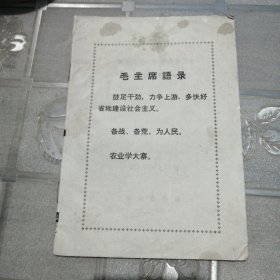 毛主席語录
鼓足干劲、力争上游，多快好
省地建设社会主义。
备战、备荒、为人民。
农业学大寨。